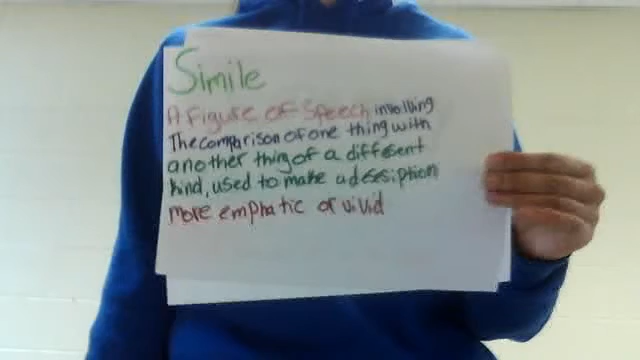 Simile
A Figure of Speech involving
The comparison of one thing with
another thing of a different
kind, used to make a desciption
more emphatic or vivid